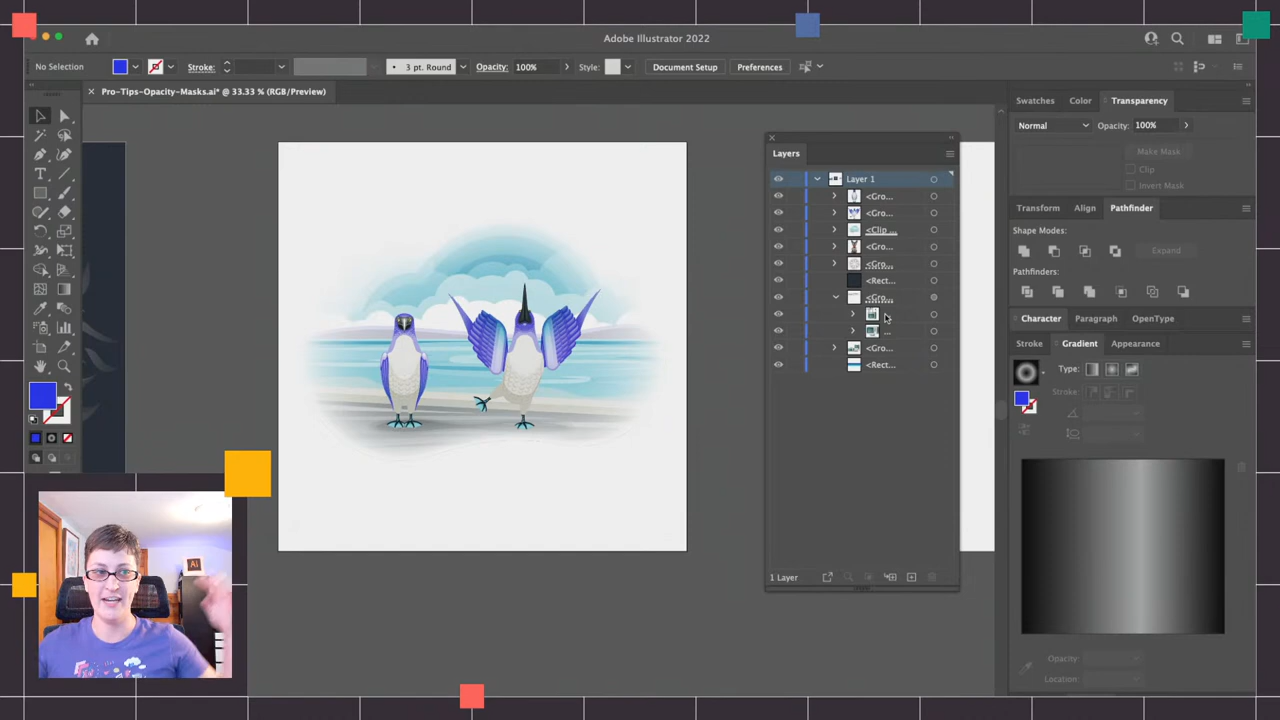 Adobe Illustrator 2022
No Selection
Stroke:
3 pt. Round
Opacity: 100%
Style:
Document Setup
Preferences
Pro-Tips-Opacity-Masks.ai* @ 33.33 % (RGB/Preview)
Layers
Layer 1
<Gro...
<Gro...
<Clip ...
<Gro...
<Gro...
<Rect...
<Gro...
...
<Gro...
<Rect...
1 Layer
Swatches Color Transparency
Normal Opacity: 100%
Make Mask
Clip
Invert Mask
Transform Align Pathfinder
Shape Modes:
Expand
Pathfinders:
Character Paragraph OpenType
Stroke Gradient Appearance
Type:
Stroke:
Opacity:
Location:
Ai